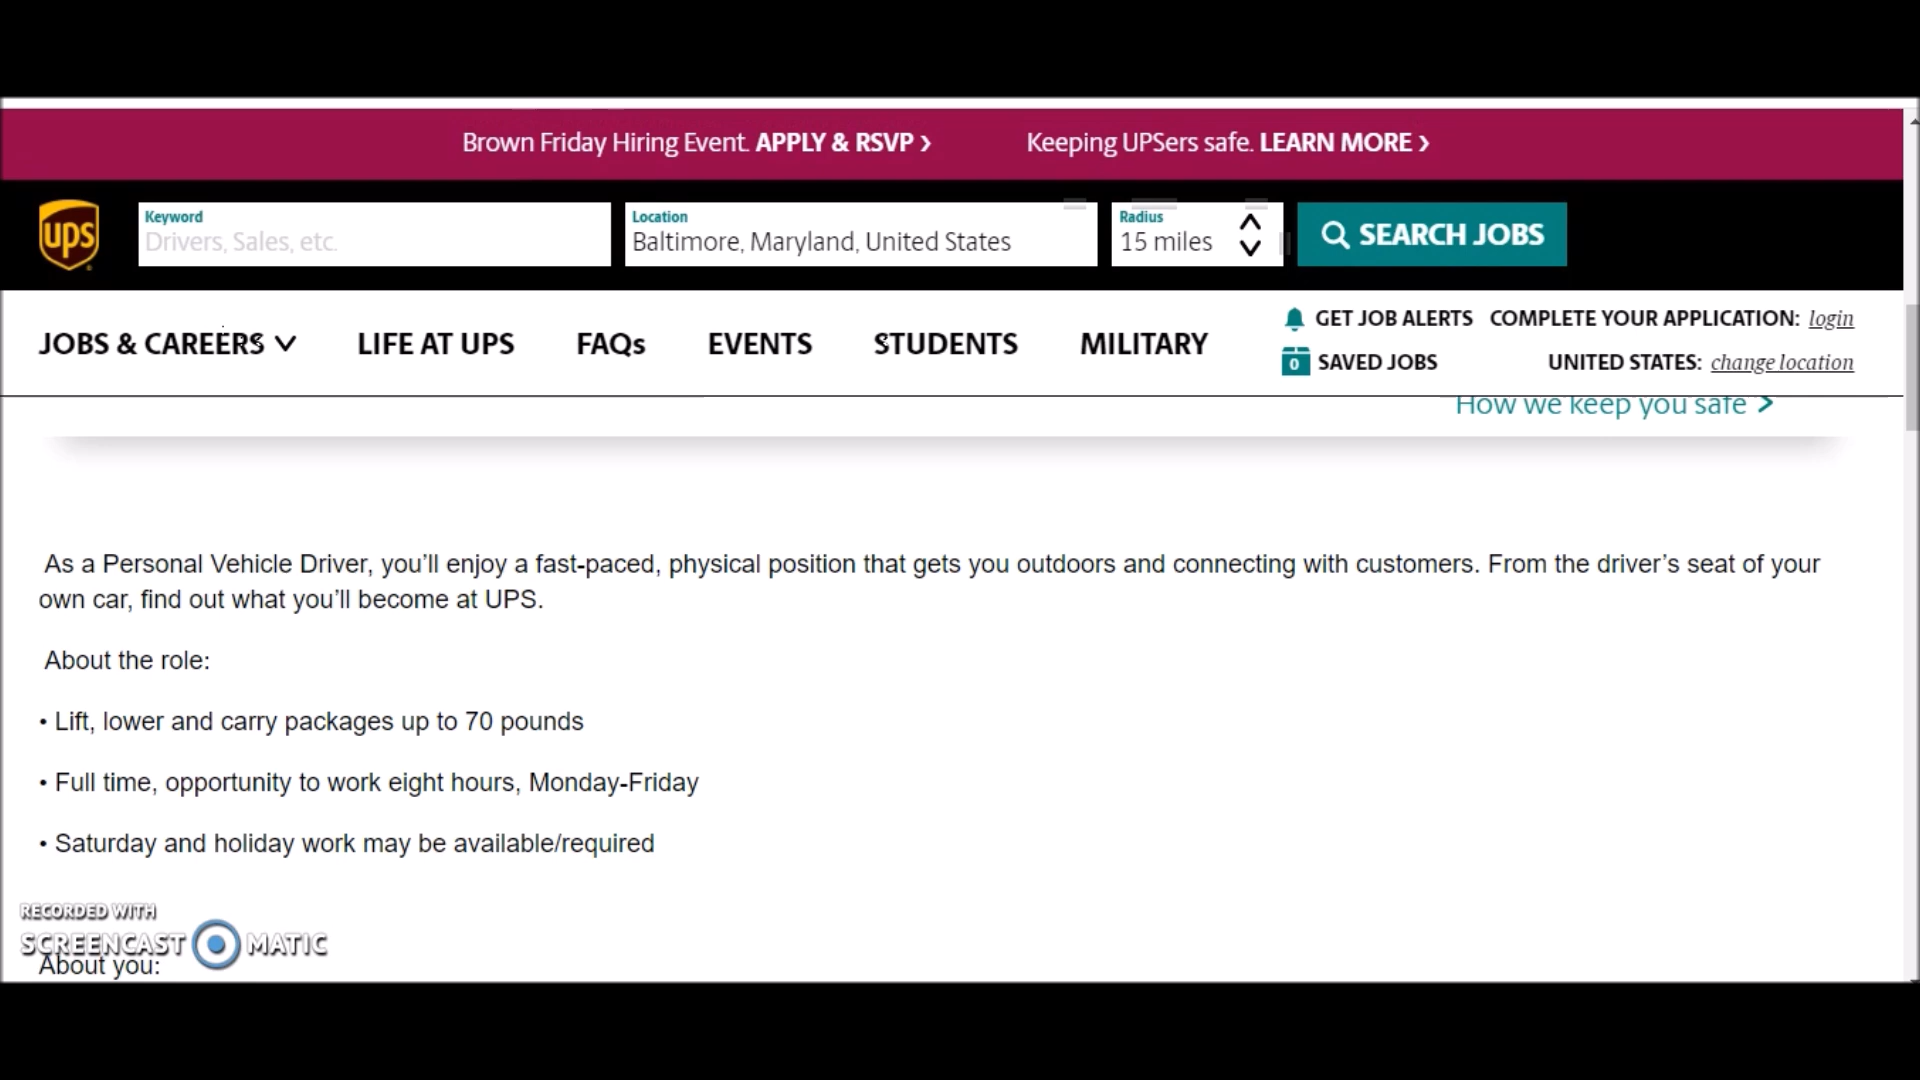 Brown Friday Hiring Event. APPLY & RSVP › Keeping UPSers safe. LEARN MORE ›
ups
Keyword
Drivers, Sales, etc.
Location
Baltimore, Maryland, United States
Radius
15 miles
SEARCH JOBS
JOBS & CAREERS LIFE AT UPS FAQs EVENTS STUDENTS MILITARY
GET JOB ALERTS COMPLETE YOUR APPLICATION: login
0 SAVED JOBS UNITED STATES: change location
How we keep you safe >
As a Personal Vehicle Driver, you’ll enjoy a fast-paced, physical position that gets you outdoors and connecting with customers. From the driver’s seat of your
own car, find out what you’ll become at UPS.
About the role:
• Lift, lower and carry packages up to 70 pounds
• Full time, opportunity to work eight hours, Monday-Friday
• Saturday and holiday work may be available/required
RECORDED WITH
SCREENCAST MATIC
About you: